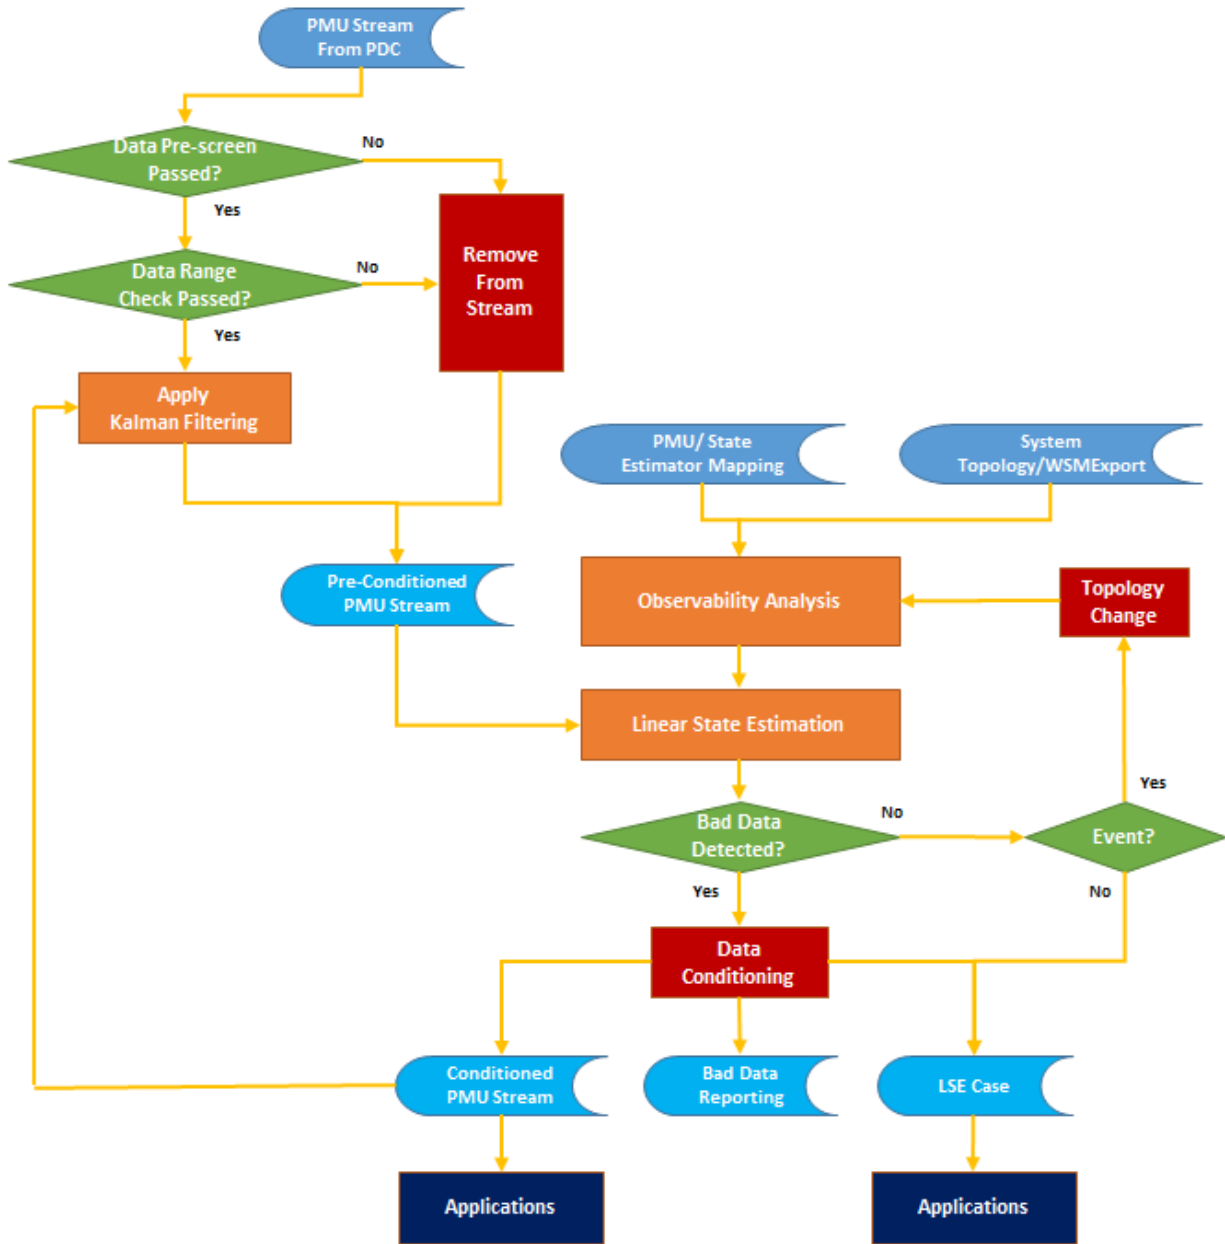 PMU Stream
From PDC
Data Pre-screen
Passed?
No
Yes
Data Range
Check Passed?
No
Yes
Remove
From
Stream
Apply
Kalman Filtering
PMU/ State
Estimator Mapping
System
Topology/WSMExport
Pre-Conditioned
PMU Stream
Observability Analysis
Topology
Change
Linear State Estimation
Yes
Bad Data
Detected?
No
Event?
Yes
No
Data
Conditioning
Conditioned
PMU Stream
Bad Data
Reporting
LSE Case
Applications
Applications